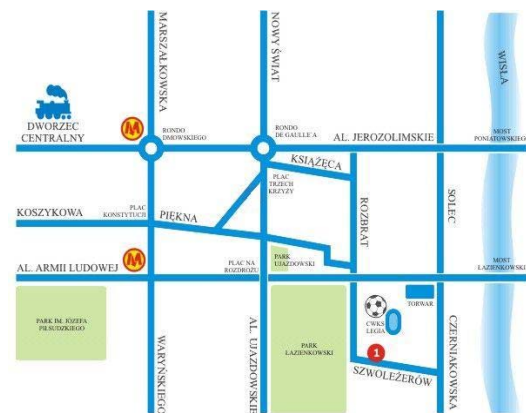 MARSZAŁKOWSKA
NOWY ŚWIAT
WISŁA
M
DWORZEC
CENTRALNY
RONDO
DMOWSKIEGO
RONDO
DE GAULLE'A
AL. JEROZOLIMSKIE
MOST
PONIATOWSKIEGO
KSIĄŻĘCA
PLAC
TRZECH
KRZYŻY
ROZBRAT
SOLEC
KOSZYKOWA
PLAC
KONSTYTUCJI
PIĘKNA
M
AL. ARMII LUDOWEJ
PLAC NA
ROZDROŻU
PARK
UJAZDOWSKI
MOST
ŁAZIENKOWSKI
TORWAR
CWKS
LEGIA
PARK IM. JÓZEFA
PIŁSUDZKIEGO
WARYŃSKIEGO
AL. UJAZDOWSKIE
PARK
ŁAZIENKOWSKI
1
SZWOLEŻERÓW
CZERNIAKOWSKA